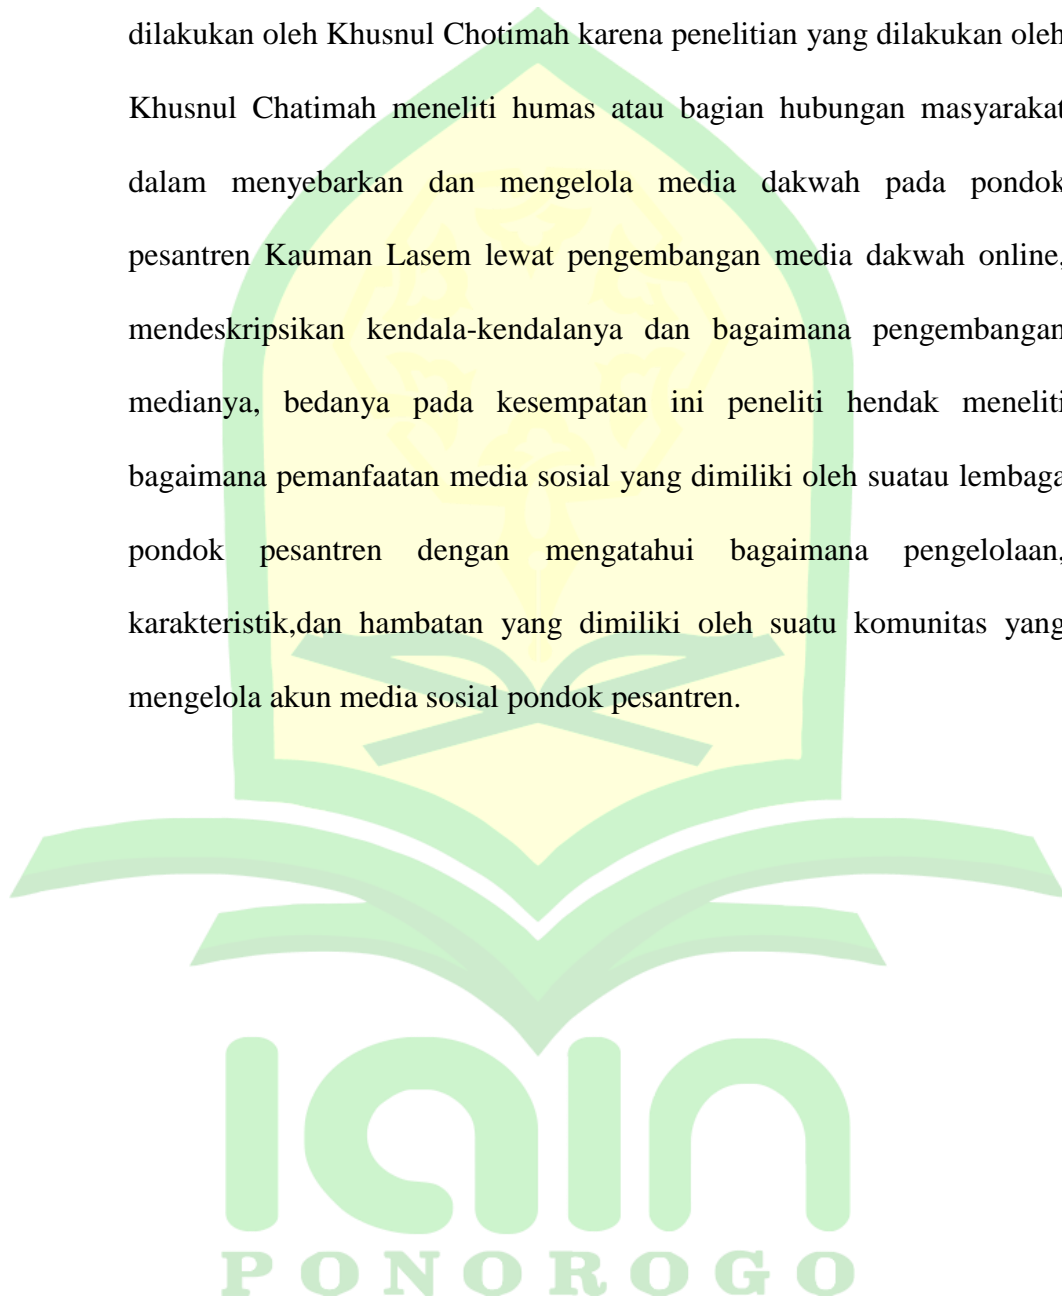 dilakukan oleh Khusnul Chotimah karena penelitian yang dilakukan oleh
Khusnul Chatimah meneliti humas atau bagian hubungan masyarakat
dalam menyebarkan dan mengelola media dakwah pada pondok
pesantren Kauman Lasem lewat pengembangan media dakwah online,
mendeskripsikan kendala-kendalanya dan bagaimana pengembangan
medianya, bedanya pada kesempatan ini peneliti hendak meneliti
bagaimana pemanfaatan media sosial yang dimiliki oleh suatau lembaga
pondok pesantren dengan mengatahui bagaimana pengelolaan,
karakteristik,dan hambatan yang dimiliki oleh suatu komunitas yang
mengelola akun media sosial pondok pesantren.
IAIN
PONOROGO